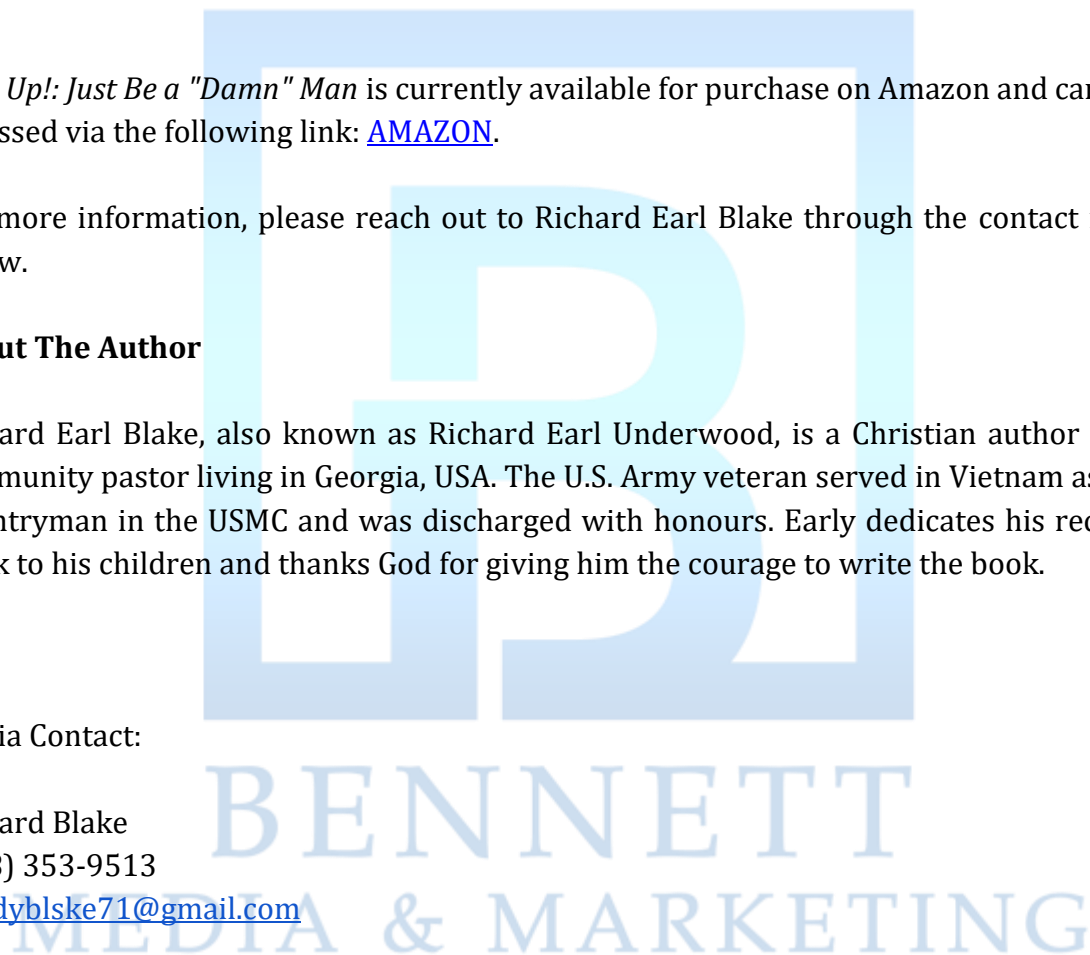 Up!: Just Be a "Damn" Man is currently available for purchase on Amazon and can
ssed via the following link: AMAZON.
more information, please reach out to Richard Earl Blake through the contact
w.
ut The Author
ard Earl Blake, also known as Richard Earl Underwood, is a Christian author
munity pastor living in Georgia, USA. The U.S. Army veteran served in Vietnam as
ntryman in the USMC and was discharged with honours. Early dedicates his rec
k to his children and thanks God for giving him the courage to write the book.
ia Contact:
BENNETT
ard Blake
) 353-9513
dyblske71@gmail.com
MEDIA & MARKETING